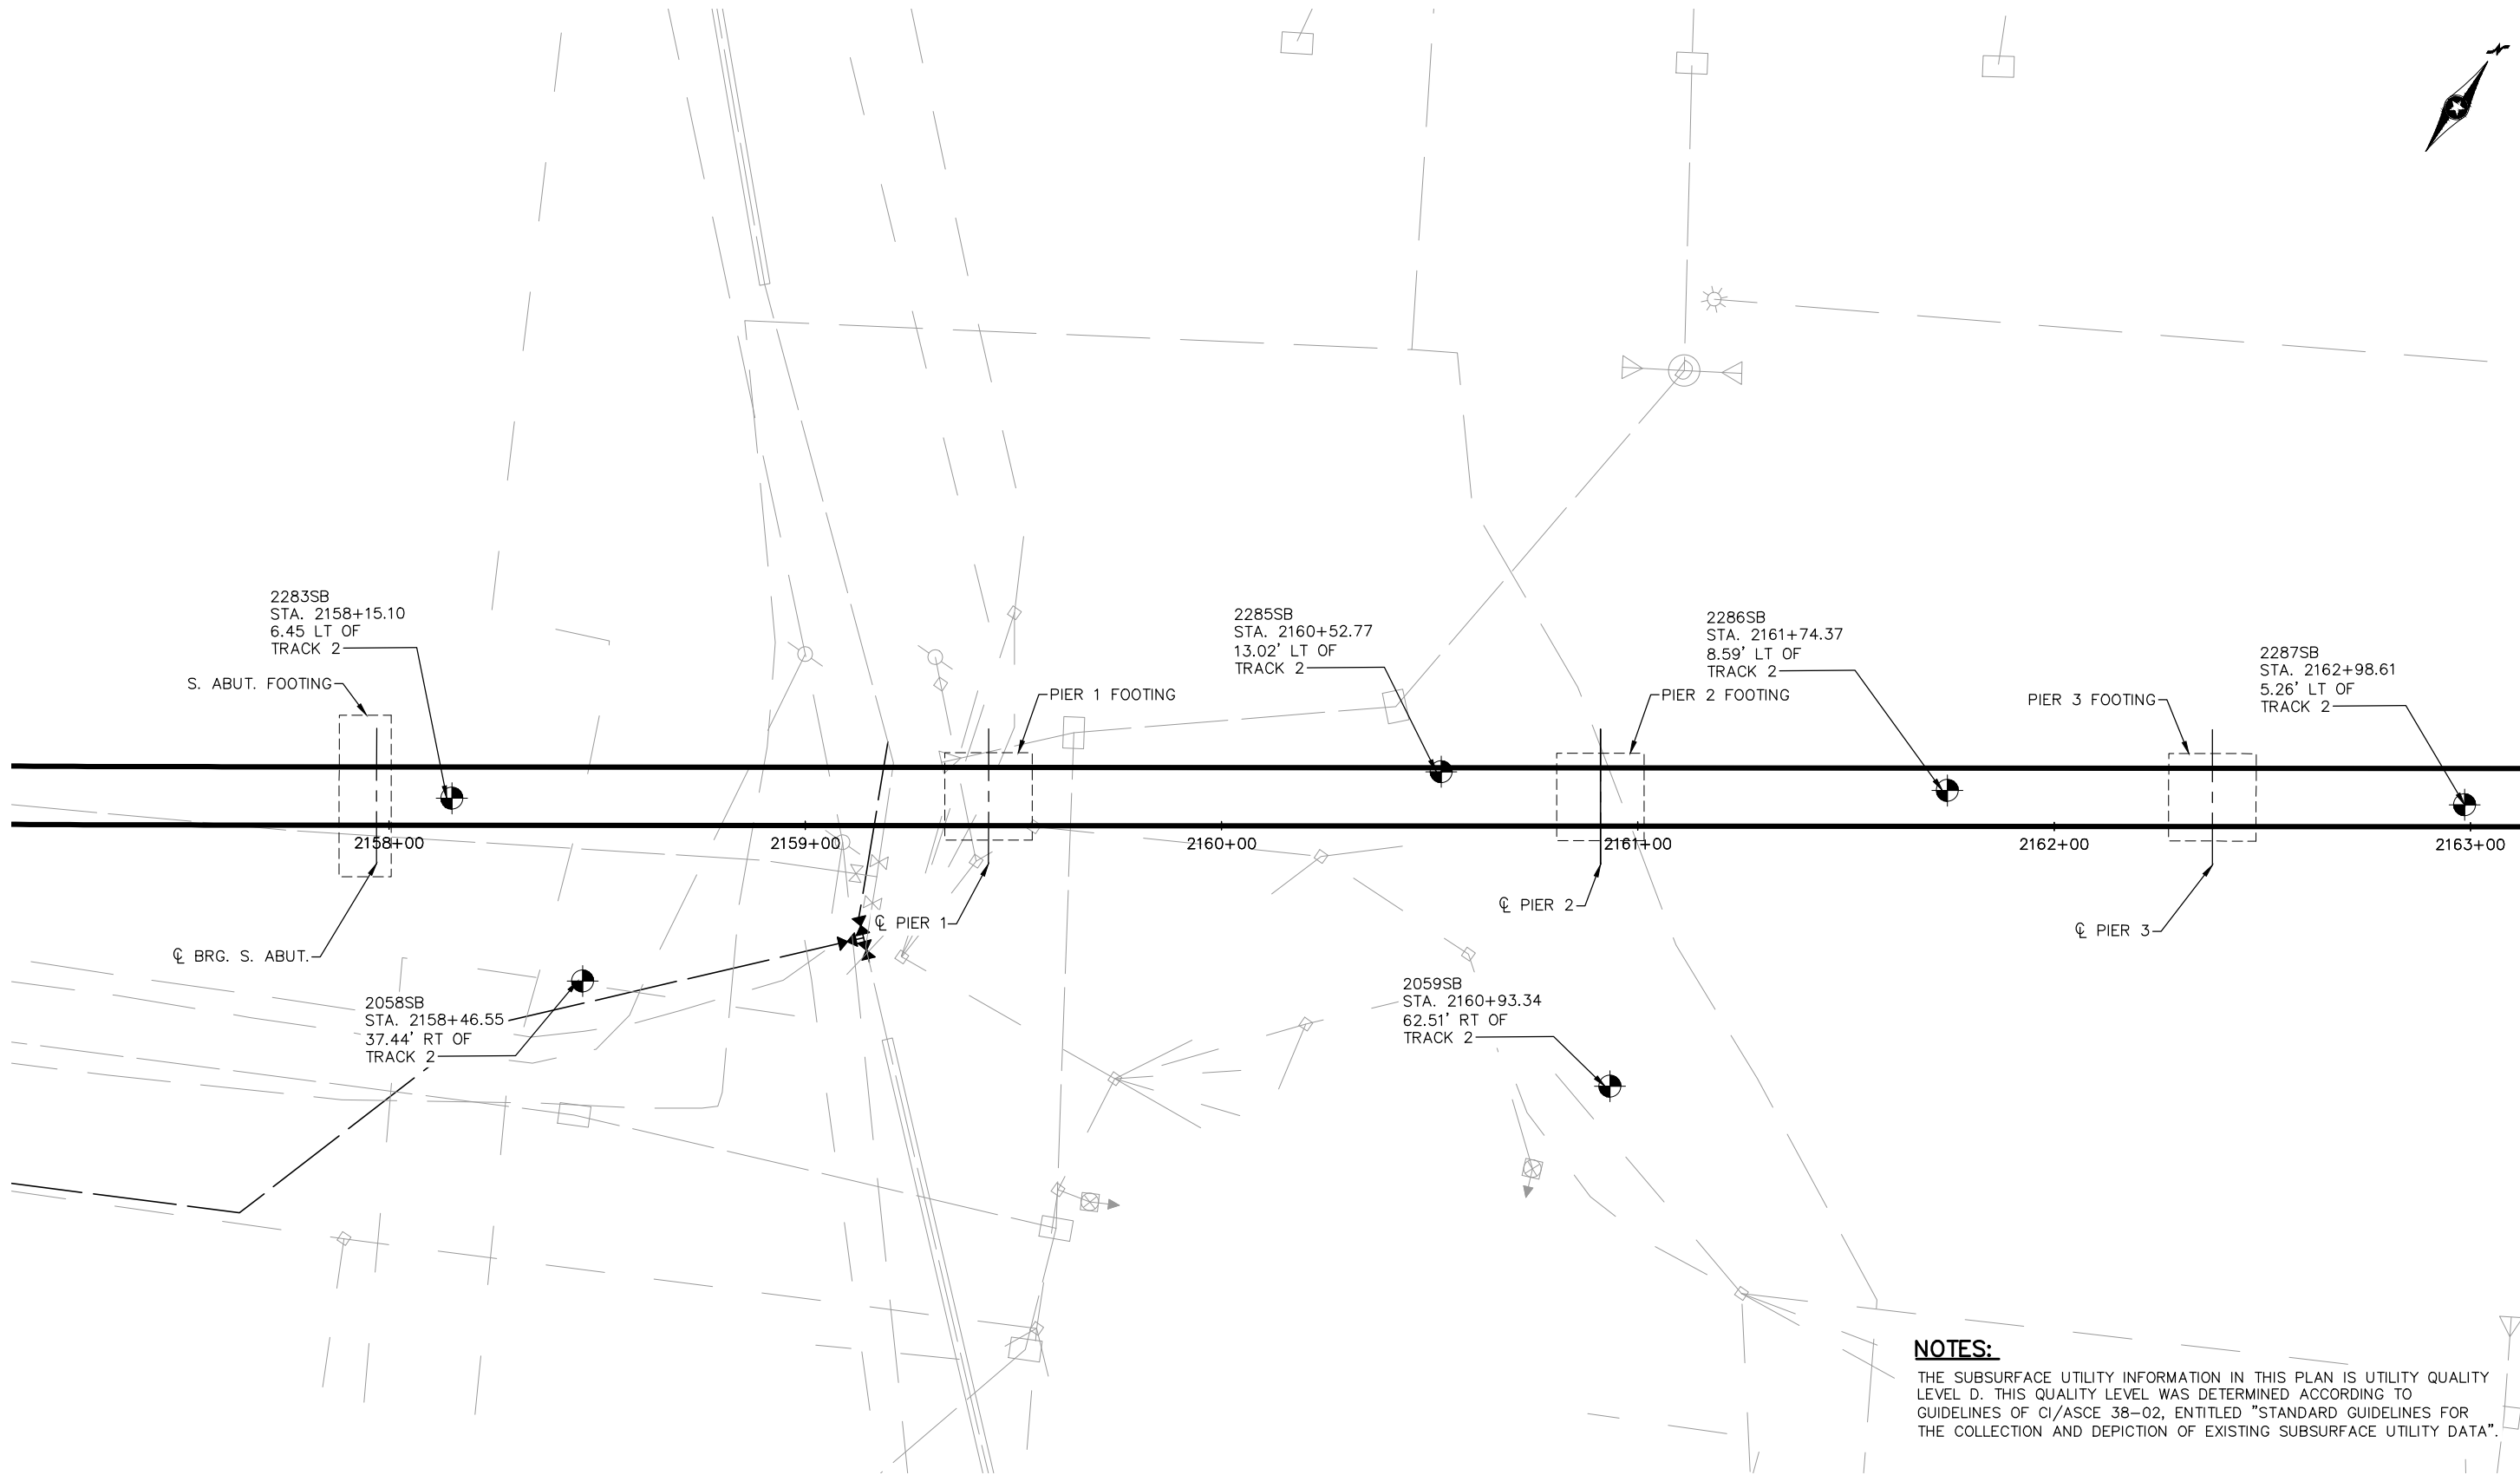 N
2283SB
STA. 2158+15.10
6.45 LT OF
TRACK 2
S. ABUT. FOOTING
PIER 1 FOOTING
2285SB
STA. 2160+52.77
13.02' LT OF
TRACK 2
PIER 2 FOOTING
2286SB
STA. 2161+74.37
8.59' LT OF
TRACK 2
PIER 3 FOOTING
2287SB
STA. 2162+98.61
5.26' LT OF
TRACK 2
2158+00
2159+00
2160+00
2161+00
2162+00
2163+00
℄ BRG. S. ABUT.
℄ PIER 1
℄ PIER 2
℄ PIER 3
2058SB
STA. 2158+46.55
37.44' RT OF
TRACK 2
2059SB
STA. 2160+93.34
62.51' RT OF
TRACK 2
NOTES:
THE SUBSURFACE UTILITY INFORMATION IN THIS PLAN IS UTILITY QUALITY
LEVEL D. THIS QUALITY LEVEL WAS DETERMINED ACCORDING TO
GUIDELINES OF CI/ASCE 38-02, ENTITLED "STANDARD GUIDELINES FOR
THE COLLECTION AND DEPICTION OF EXISTING SUBSURFACE UTILITY DATA".